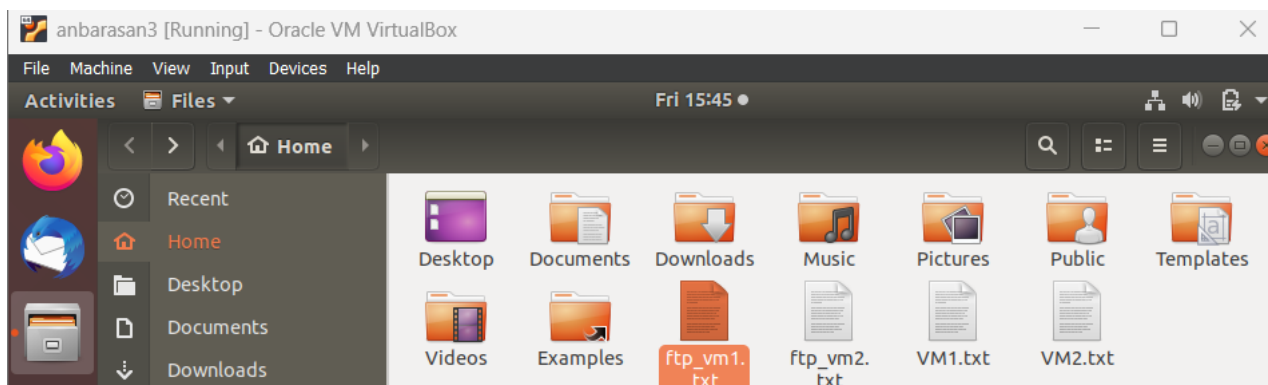 anbarasan3 [Running] - Oracle VM VirtualBox
File Machine View Input Devices Help
Activities Files Fri 15:45
Home
Recent
Home
Desktop
Documents
Downloads
Desktop Documents Downloads Music Pictures Public Templates
Videos Examples ftp_vm1. ftp_vm2. VM1.txt VM2.txt
txt txt